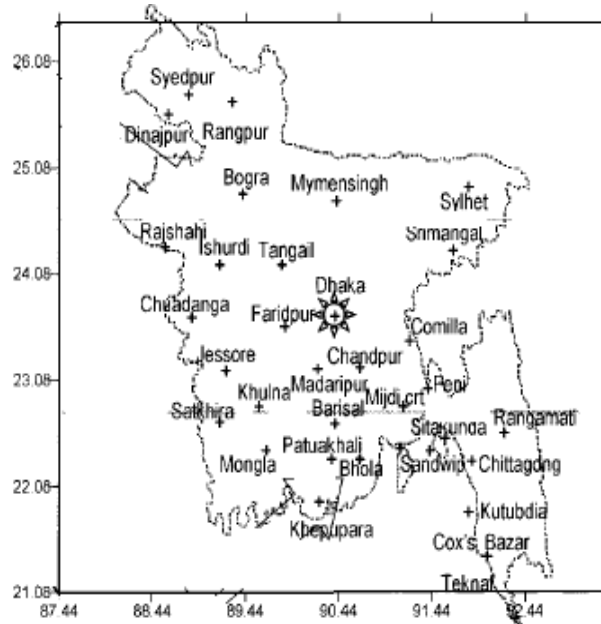 26.08
Syedpur
Dinajpur
Rangpur
25.08
Bogra
Mymensingh
Sylhet
Rajshahi
Ishurdi
Tangail
Srimangal
24.08
Dhaka
Chuadanga
Faridpur
Comilla
Jessore
Chandpur
23.08
Madaripur
Mijdi,crt
Feni
Khulna
Satkhira
Barisal
Sitakunda
Rangamati
Patuakhali
Mongla
Bhola
Sandwip
Chittagong
22.08
Khepupara
Kutubdia
Cox's Bazar
Teknaf
21.08
87.44
88.44
89.44
90.44
91.44
92.44